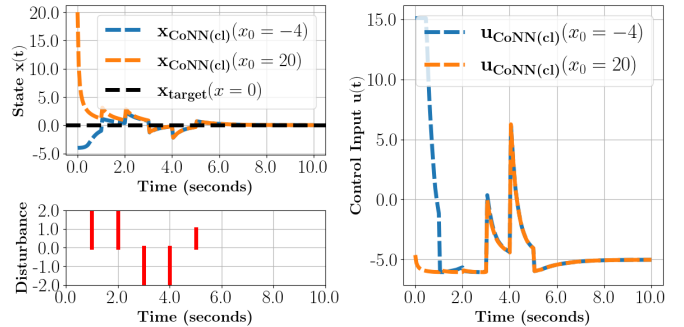 20.0
15.0
10.0
5.0
0.0
-5.0
State x(t)
x_CoNN(cl)(x_0 = −4)
x_CoNN(cl)(x_0 = 20)
x_target(x = 0)
0.0 2.0 4.0 6.0 8.0 10.0
Time (seconds)
2.0
1.0
0.0
-1.0
-2.0
Disturbance
0.0 2.0 4.0 6.0 8.0 10.0
Time (seconds)
15.0
10.0
5.0
0.0
-5.0
Control Input u(t)
u_CoNN(cl)(x_0 = −4)
u_CoNN(cl)(x_0 = 20)
0.0 2.0 4.0 6.0 8.0 10.0
Time (seconds)